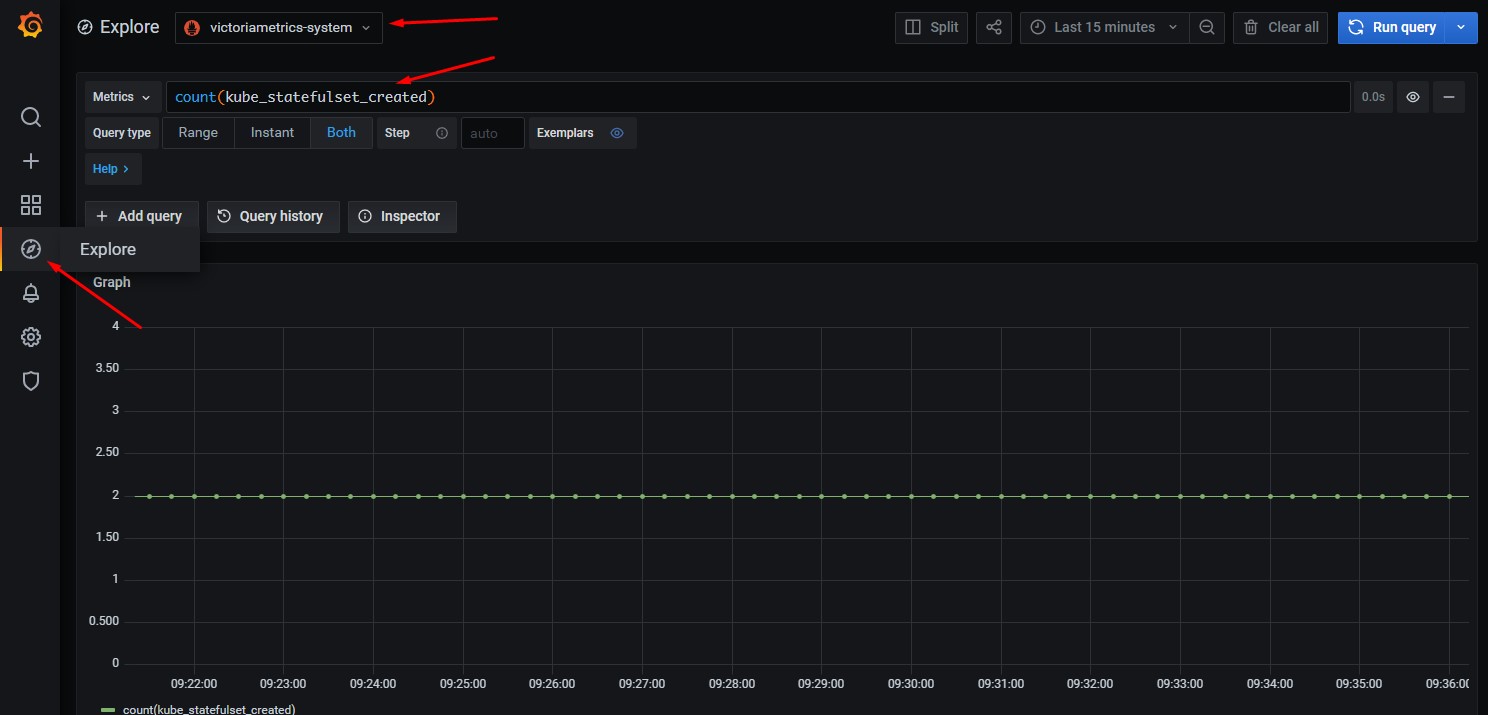 Explore
victoriametrics-system
Split
Last 15 minutes
Clear all
Run query
Metrics
count(kube_statefulset_created)
0.0s
Query type
Range
Instant
Both
Step
auto
Exemplars
Help
Add query
Query history
Inspector
Explore
Graph
4
3.50
3
2.50
2
1.50
1
0.500
0
09:22:00 09:23:00 09:24:00 09:25:00 09:26:00 09:27:00 09:28:00 09:29:00 09:30:00 09:31:00 09:32:00 09:33:00 09:34:00 09:35:00 09:36:00
count(kube_statefulset_created)